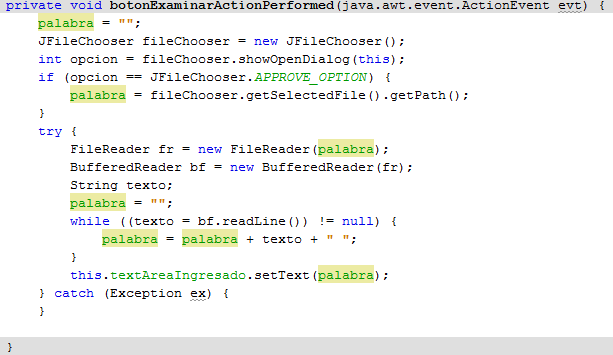 private void botonExaminarActionPerformed(java.awt.event.ActionEvent evt) {
    palabra = "";
    JFileChooser fileChooser = new JFileChooser();
    int opcion = fileChooser.showOpenDialog(this);
    if (opcion == JFileChooser.APPROVE_OPTION) {
        palabra = fileChooser.getSelectedFile().getPath();
    }
    try {
        FileReader fr = new FileReader(palabra);
        BufferedReader bf = new BufferedReader(fr);
        String texto;
        palabra = "";
        while ((texto = bf.readLine()) != null) {
            palabra = palabra + texto + " ";
        }
        this.textAreaIngresado.setText(palabra);
    } catch (Exception ex) {
    }
}